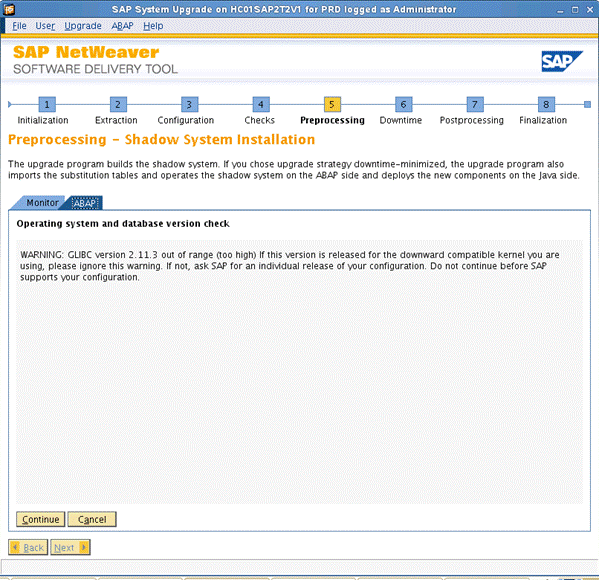 SAP System Upgrade on HC01SAP2T2V1 for PRD logged as Administrator
File User Upgrade ABAP Help
SAP NetWeaver
SOFTWARE DELIVERY TOOL
SAP
1 2 3 4 5 6 7 8
Initialization Extraction Configuration Checks Preprocessing Downtime Postprocessing Finalization
Preprocessing - Shadow System Installation
The upgrade program builds the shadow system. If you chose upgrade strategy downtime-minimized, the upgrade program also
imports the substitution tables and operates the shadow system on the ABAP side and deploys the new components on the Java side.
Monitor ABAP
Operating system and database version check
WARNING: GLIBC version 2.11.3 out of range (too high) If this version is released for the downward compatible kernel you are
using, please ignore this warning. If not, ask SAP for an individual release of your configuration. Do not continue before SAP
supports your configuration.
Continue Cancel
Back Next